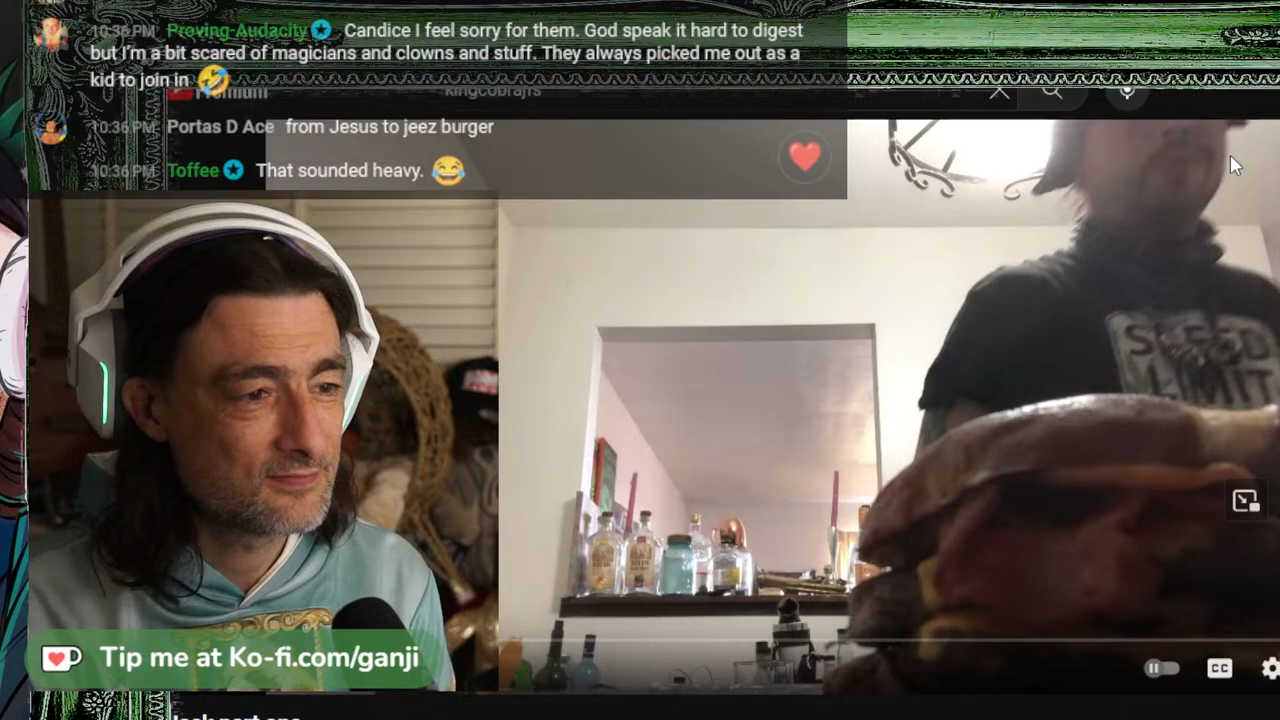 10:36 PM Proving-Audacity Candice I feel sorry for them. God speak it hard to digest
but I'm a bit scared of magicians and clowns and stuff. They always picked me out as a
kid to join in 🤣
Premium kingcobrajfs
10:36 PM Portas D Ace from Jesus to jeez burger
10:36 PM Toffee That sounded heavy. 😂
SPEED
LIMIT
Tip me at Ko-fi.com/ganji
CC